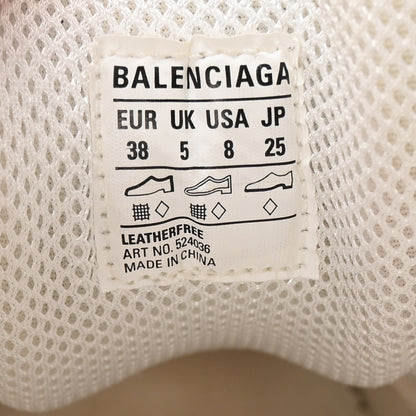 BALENCIAGA
EUR UK USA JP
38 5 8 25
LEATHERFREE
ART NO. 524036
MADE IN CHINA